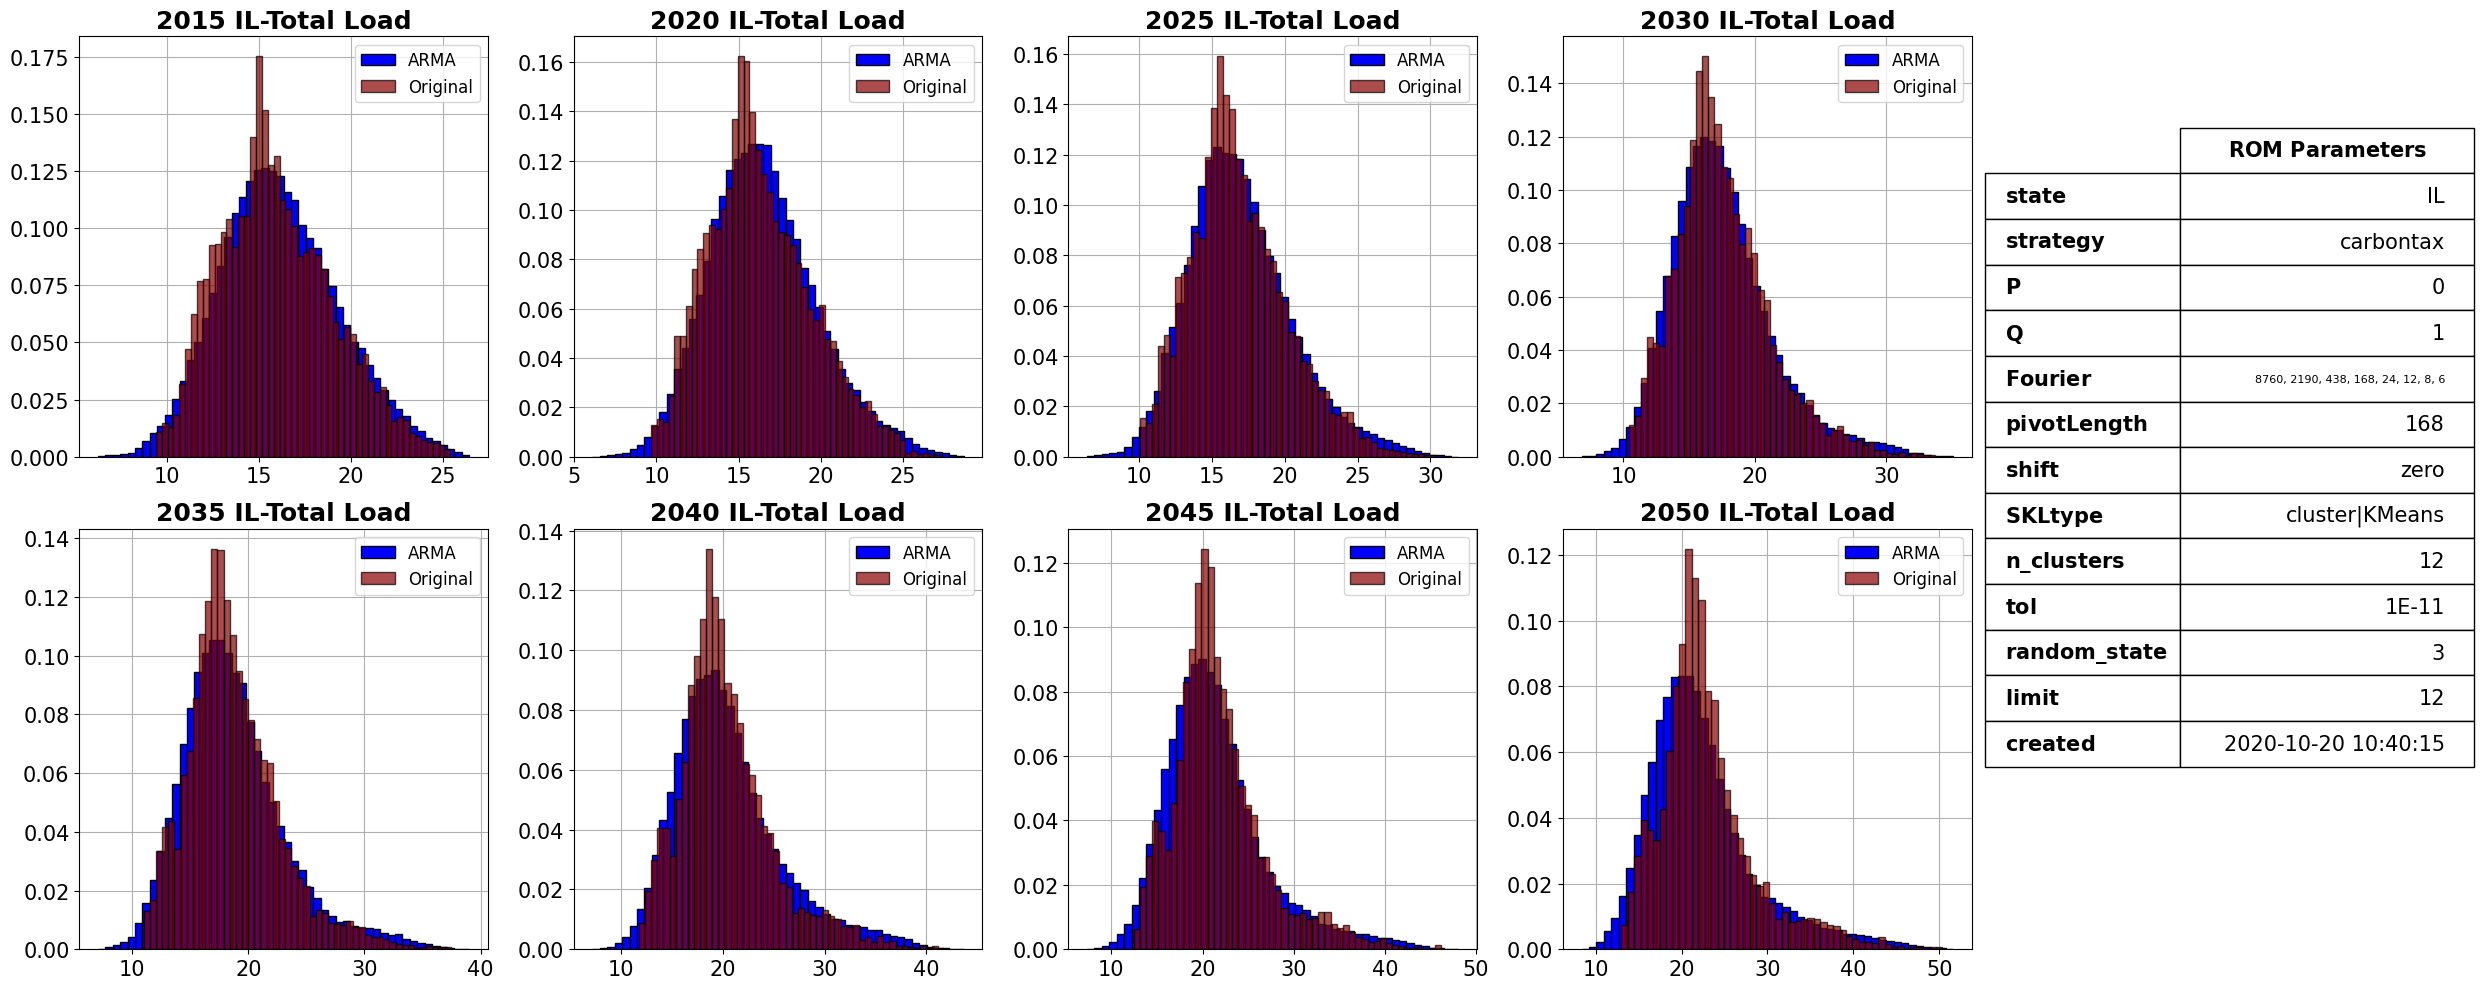 2015 IL-Total Load
ARMA
Original
0.175
0.150
0.125
0.100
0.075
0.050
0.025
0.000
10 15 20 25
2020 IL-Total Load
ARMA
Original
0.16
0.14
0.12
0.10
0.08
0.06
0.04
0.02
0.00
5 10 15 20 25
2025 IL-Total Load
ARMA
Original
0.16
0.14
0.12
0.10
0.08
0.06
0.04
0.02
0.00
10 15 20 25 30
2030 IL-Total Load
ARMA
Original
0.14
0.12
0.10
0.08
0.06
0.04
0.02
0.00
10 20 30
2035 IL-Total Load
ARMA
Original
0.14
0.12
0.10
0.08
0.06
0.04
0.02
0.00
10 20 30 40
2040 IL-Total Load
ARMA
Original
0.14
0.12
0.10
0.08
0.06
0.04
0.02
0.00
10 20 30 40
2045 IL-Total Load
ARMA
Original
0.12
0.10
0.08
0.06
0.04
0.02
0.00
10 20 30 40 50
2050 IL-Total Load
ARMA
Original
0.12
0.10
0.08
0.06
0.04
0.02
0.00
10 20 30 40 50
ROM Parameters
state IL
strategy carbontax
P 0
Q 1
Fourier 8760, 2190, 438, 168, 24, 12, 8, 6
pivotLength 168
shift zero
SKLtype cluster|KMeans
n_clusters 12
tol 1E-11
random_state 3
limit 12
created 2020-10-20 10:40:15